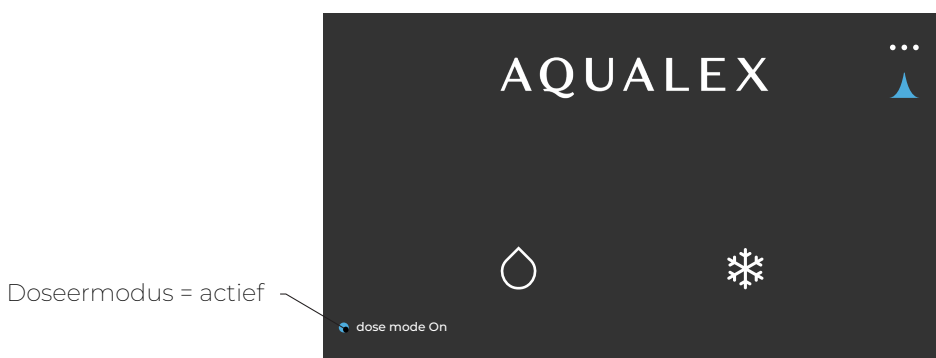 AQUALEX
Doseermodus = actief
dose mode On